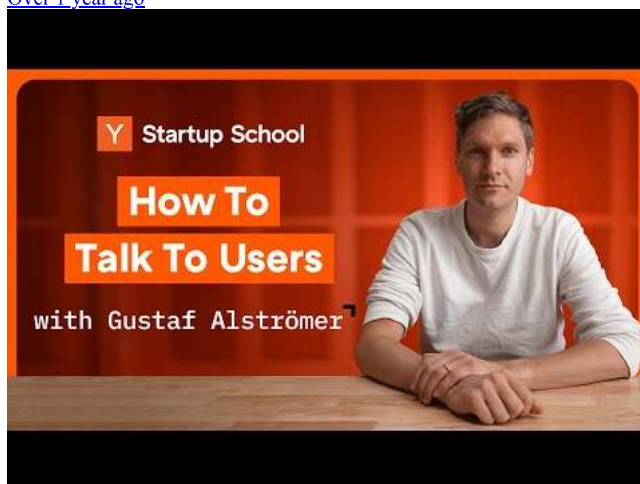 Over 1 year ago
Y Startup School
How To
Talk To Users
with Gustaf Alströmer